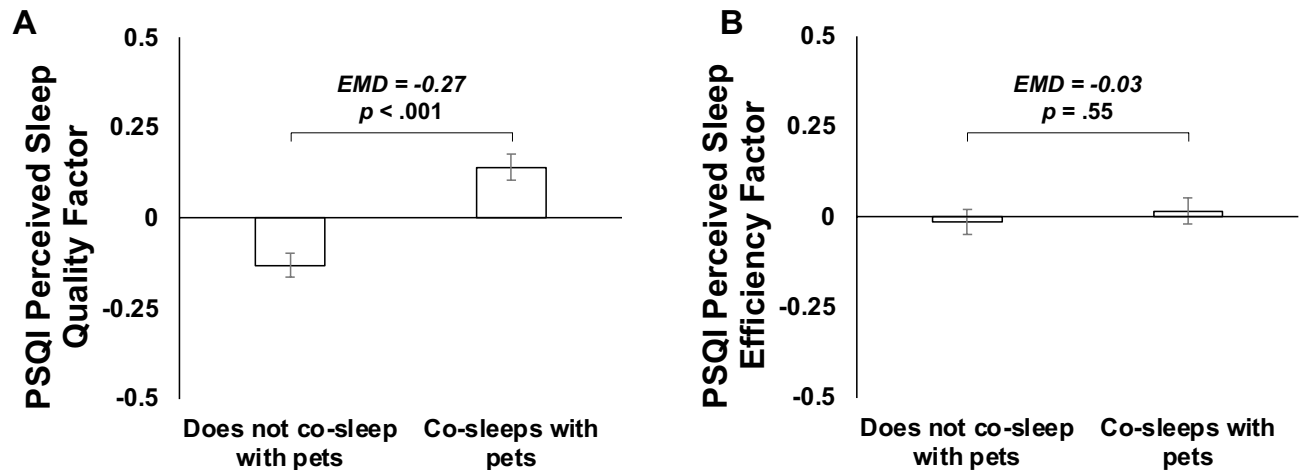 A
PSQI Perceived Sleep
Quality Factor
0.5
0.25
0
-0.25
-0.5
EMD = -0.27
p < .001
Does not co-sleep
with pets
Co-sleeps with
pets
B
PSQI Perceived Sleep
Efficiency Factor
0.5
0.25
0
-0.25
-0.5
EMD = -0.03
p = .55
Does not co-sleep
with pets
Co-sleeps with
pets